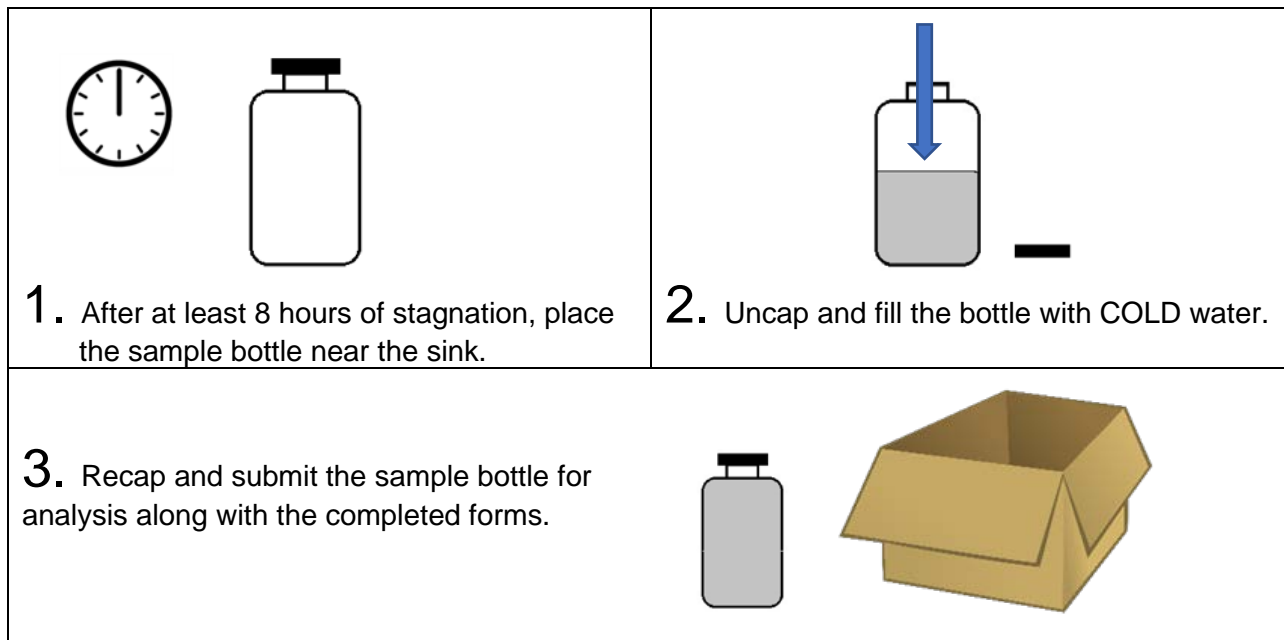 1. After at least 8 hours of stagnation, place
the sample bottle near the sink.
2. Uncap and fill the bottle with COLD water.
3. Recap and submit the sample bottle for
analysis along with the completed forms.